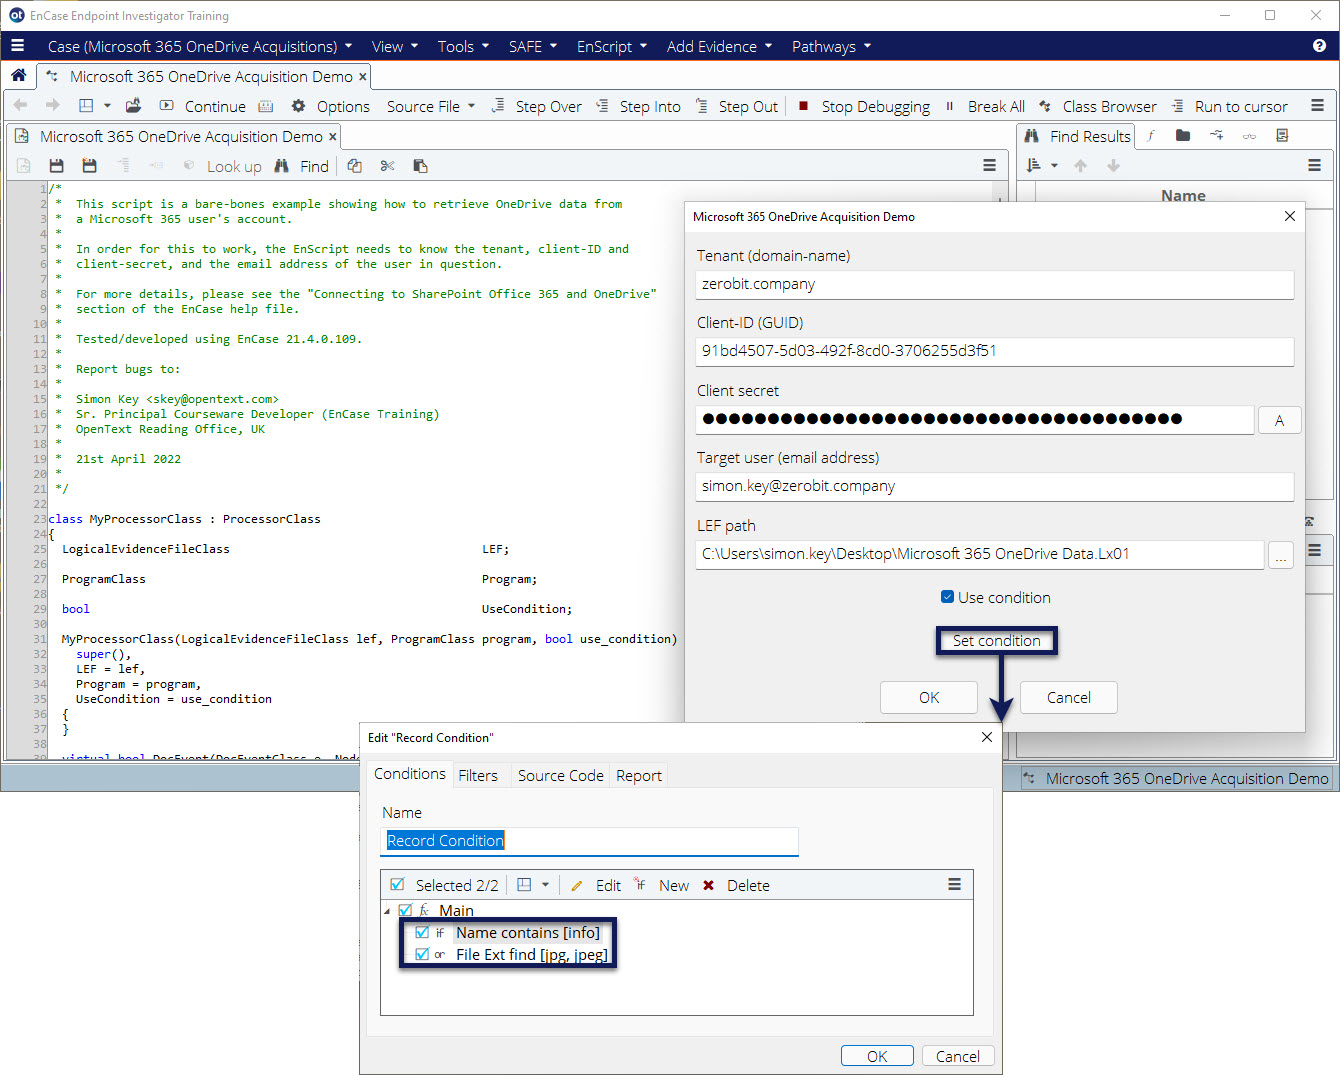 EnCase Endpoint Investigator Training
Case (Microsoft 365 OneDrive Acquisitions) View Tools SAFE EnScript Add Evidence Pathways
Microsoft 365 OneDrive Acquisition Demo
Continue Options Source File Step Over Step Into Step Out Stop Debugging Break All Class Browser Run to cursor
Microsoft 365 OneDrive Acquisition Demo
Look up Find
Find Results
Name
1 /*
2 * This script is a bare-bones example showing how to retrieve OneDrive data from
3 * a Microsoft 365 user's account.
4 *
5 * In order for this to work, the EnScript needs to know the tenant, client-ID and
6 * client-secret, and the email address of the user in question.
7 *
8 * For more details, please see the "Connecting to SharePoint Office 365 and OneDrive"
9 * section of the EnCase help file.
10 *
11 * Tested/developed using EnCase 21.4.0.109.
12 *
13 * Report bugs to:
14 *
15 * Simon Key <skey@opentext.com>
16 * Sr. Principal Courseware Developer (EnCase Training)
17 * OpenText Reading Office, UK
18 *
19 * 21st April 2022
20 *
21 */
22
23 class MyProcessorClass : ProcessorClass
24 {
25 LogicalEvidenceFileClass LEF;
26
27 ProgramClass Program;
28
29 bool UseCondition;
30
31 MyProcessorClass(LogicalEvidenceFileClass lef, ProgramClass program, bool use_condition)
32 super(),
33 LEF = lef,
34 Program = program,
35 UseCondition = use_condition
36 {
37 }
38
Microsoft 365 OneDrive Acquisition Demo
Tenant (domain-name)
zerobit.company
Client-ID (GUID)
91bd4507-5d03-492f-8cd0-3706255d3f51
Client secret
A
Target user (email address)
simon.key@zerobit.company
LEF path
C:\Users\simon.key\Desktop\Microsoft 365 OneDrive Data.Lx01
...
Use condition
Set condition
OK Cancel
Microsoft 365 OneDrive Acquisition Demo
Edit "Record Condition"
Conditions Filters Source Code Report
Name
Record Condition
Selected 2/2 Edit if New Delete
fx Main
if Name contains [info]
or File Ext find [jpg, jpeg]
OK Cancel